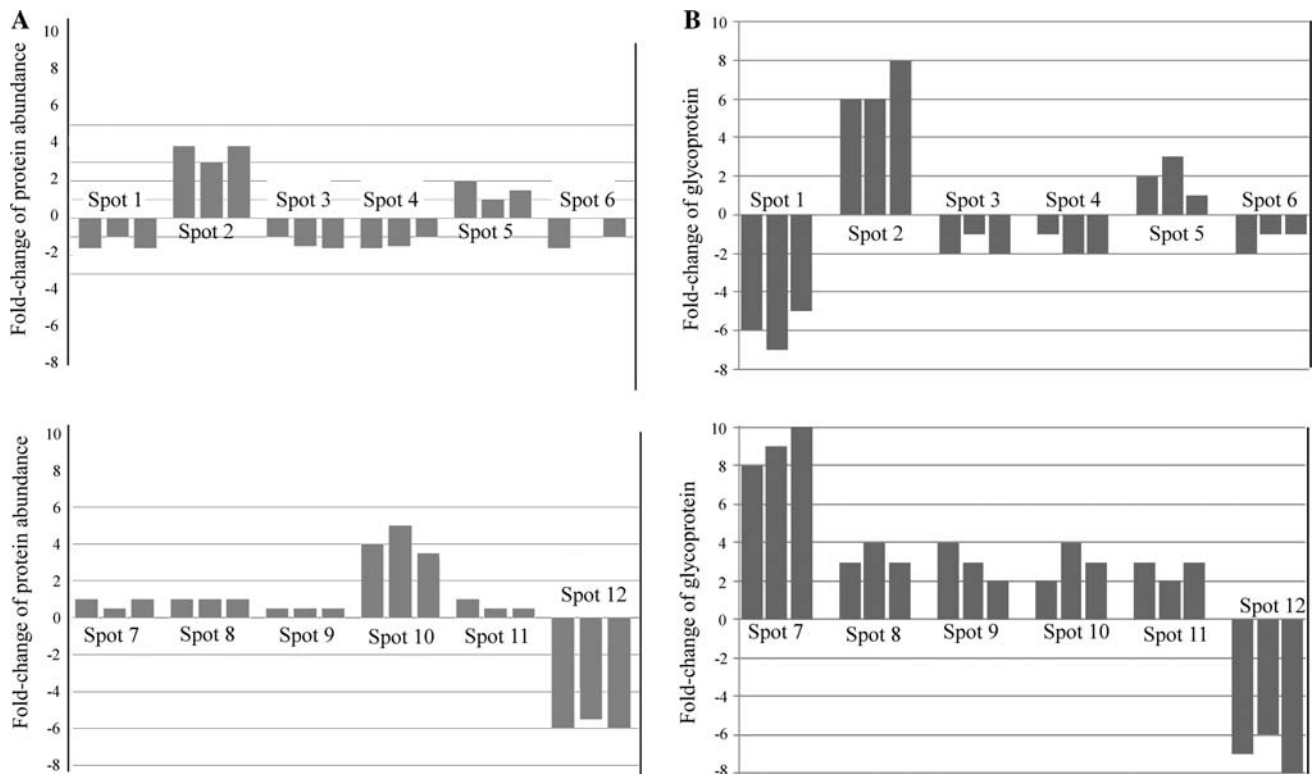 A
Fold-change of protein abundance
10
8
6
4
2
0
-2
-4
-6
-8
Spot 1
Spot 2
Spot 3
Spot 4
Spot 5
Spot 6
B
Fold-change of glycoprotein
10
8
6
4
2
0
-2
-4
-6
-8
Spot 1
Spot 2
Spot 3
Spot 4
Spot 5
Spot 6
Fold-change of protein abundance
10
8
6
4
2
0
-2
-4
-6
-8
Spot 7
Spot 8
Spot 9
Spot 10
Spot 11
Spot 12
Fold-change of glycoprotein
10
8
6
4
2
0
-2
-4
-6
-8
Spot 7
Spot 8
Spot 9
Spot 10
Spot 11
Spot 12